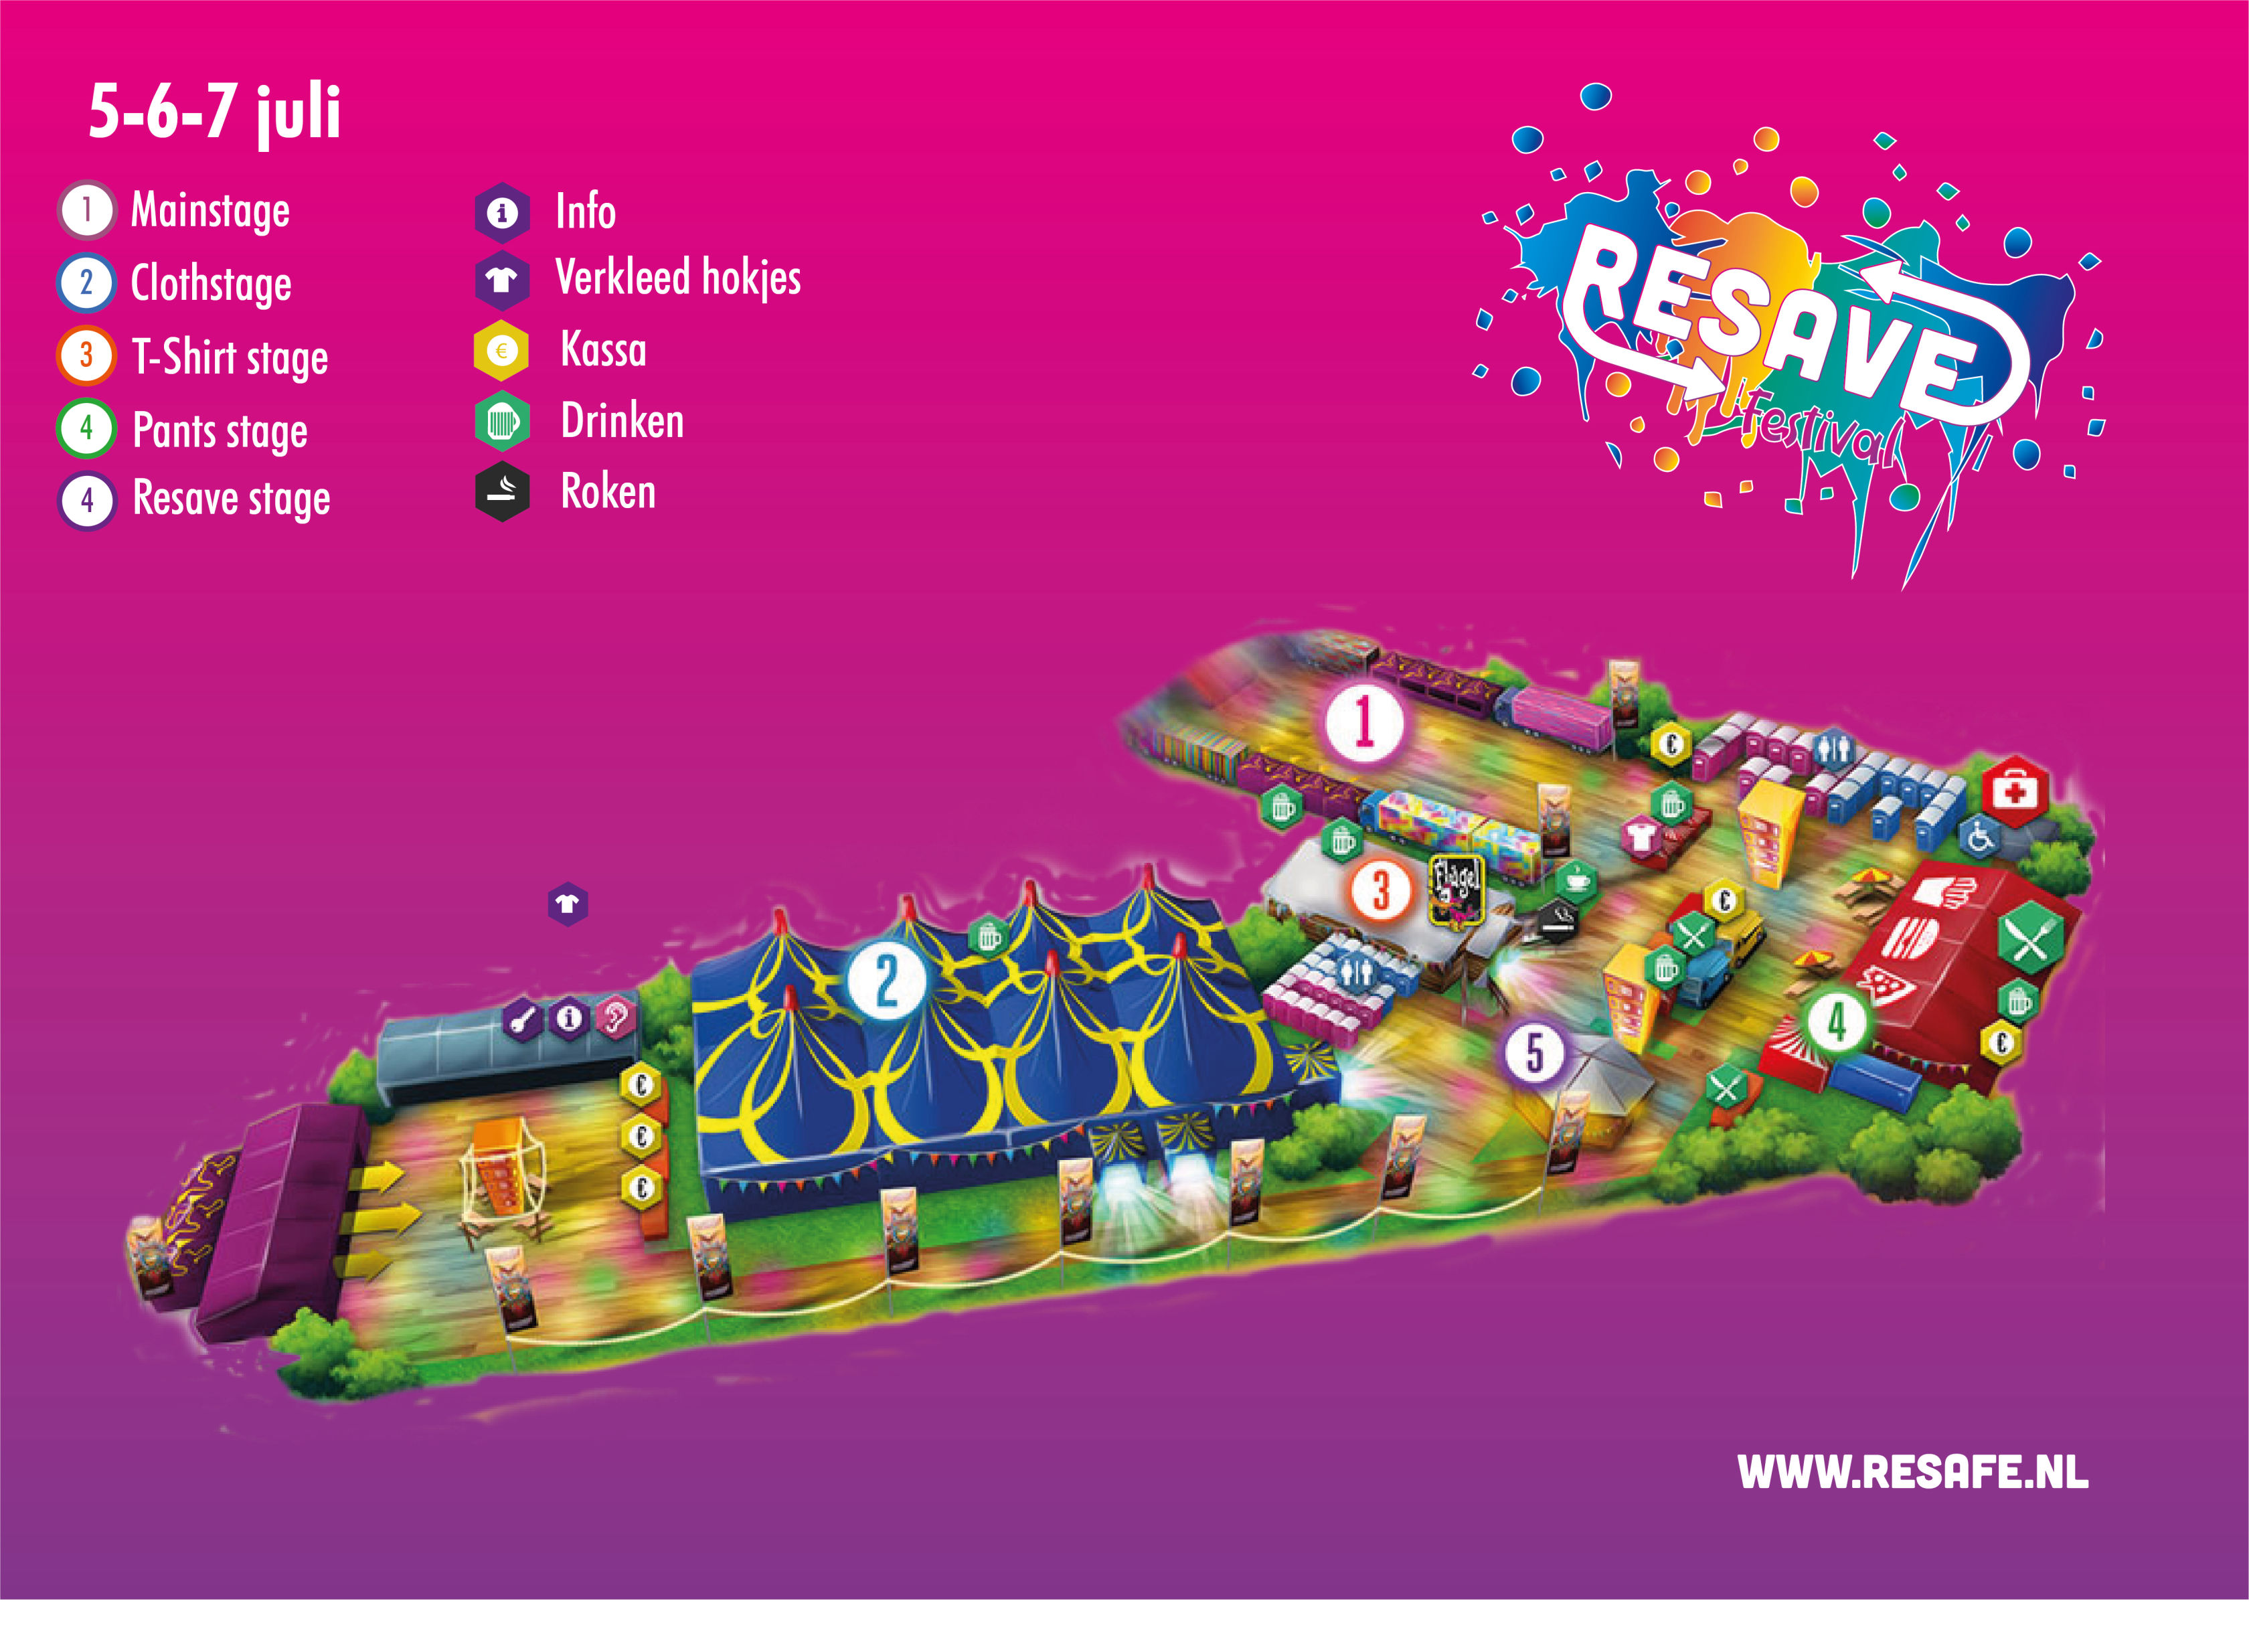 5-6-7 juli
1 Mainstage
2 Clothstage
3 T-Shirt stage
4 Pants stage
4 Resave stage
i Info
Verkleed hokjes
€ Kassa
Drinken
Roken
RESAVE
festival
1
€
3
Flügel
€
2
i
4
€
5
€
€
€
WWW.RESAFE.NL